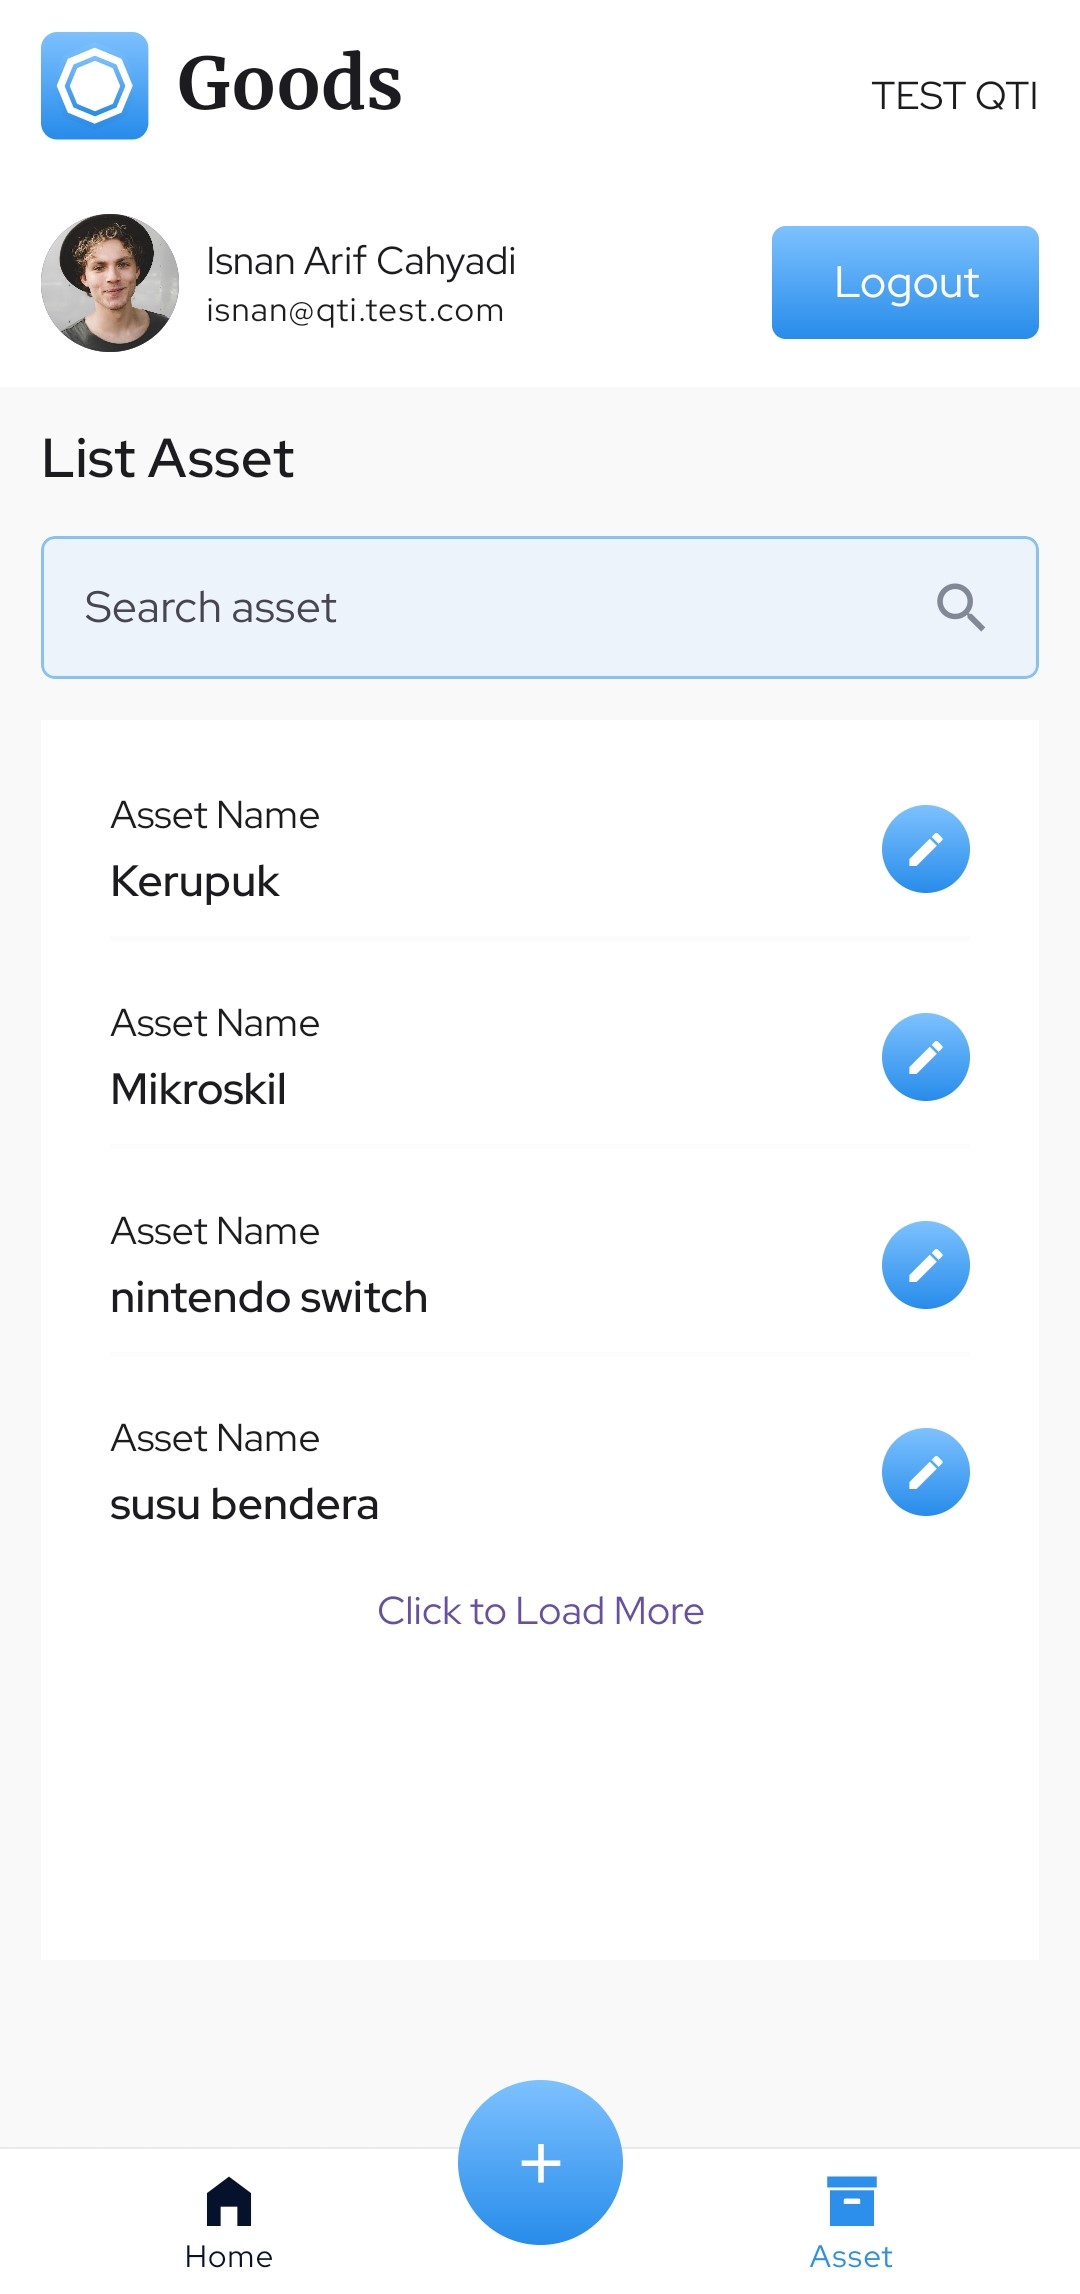 Goods
TEST QTI
Isnan Arif Cahyadi
isnan@qti.test.com
Logout
List Asset
Search asset
Asset Name
Kerupuk
Asset Name
Mikroskil
Asset Name
nintendo switch
Asset Name
susu bendera
Click to Load More
Home
Asset